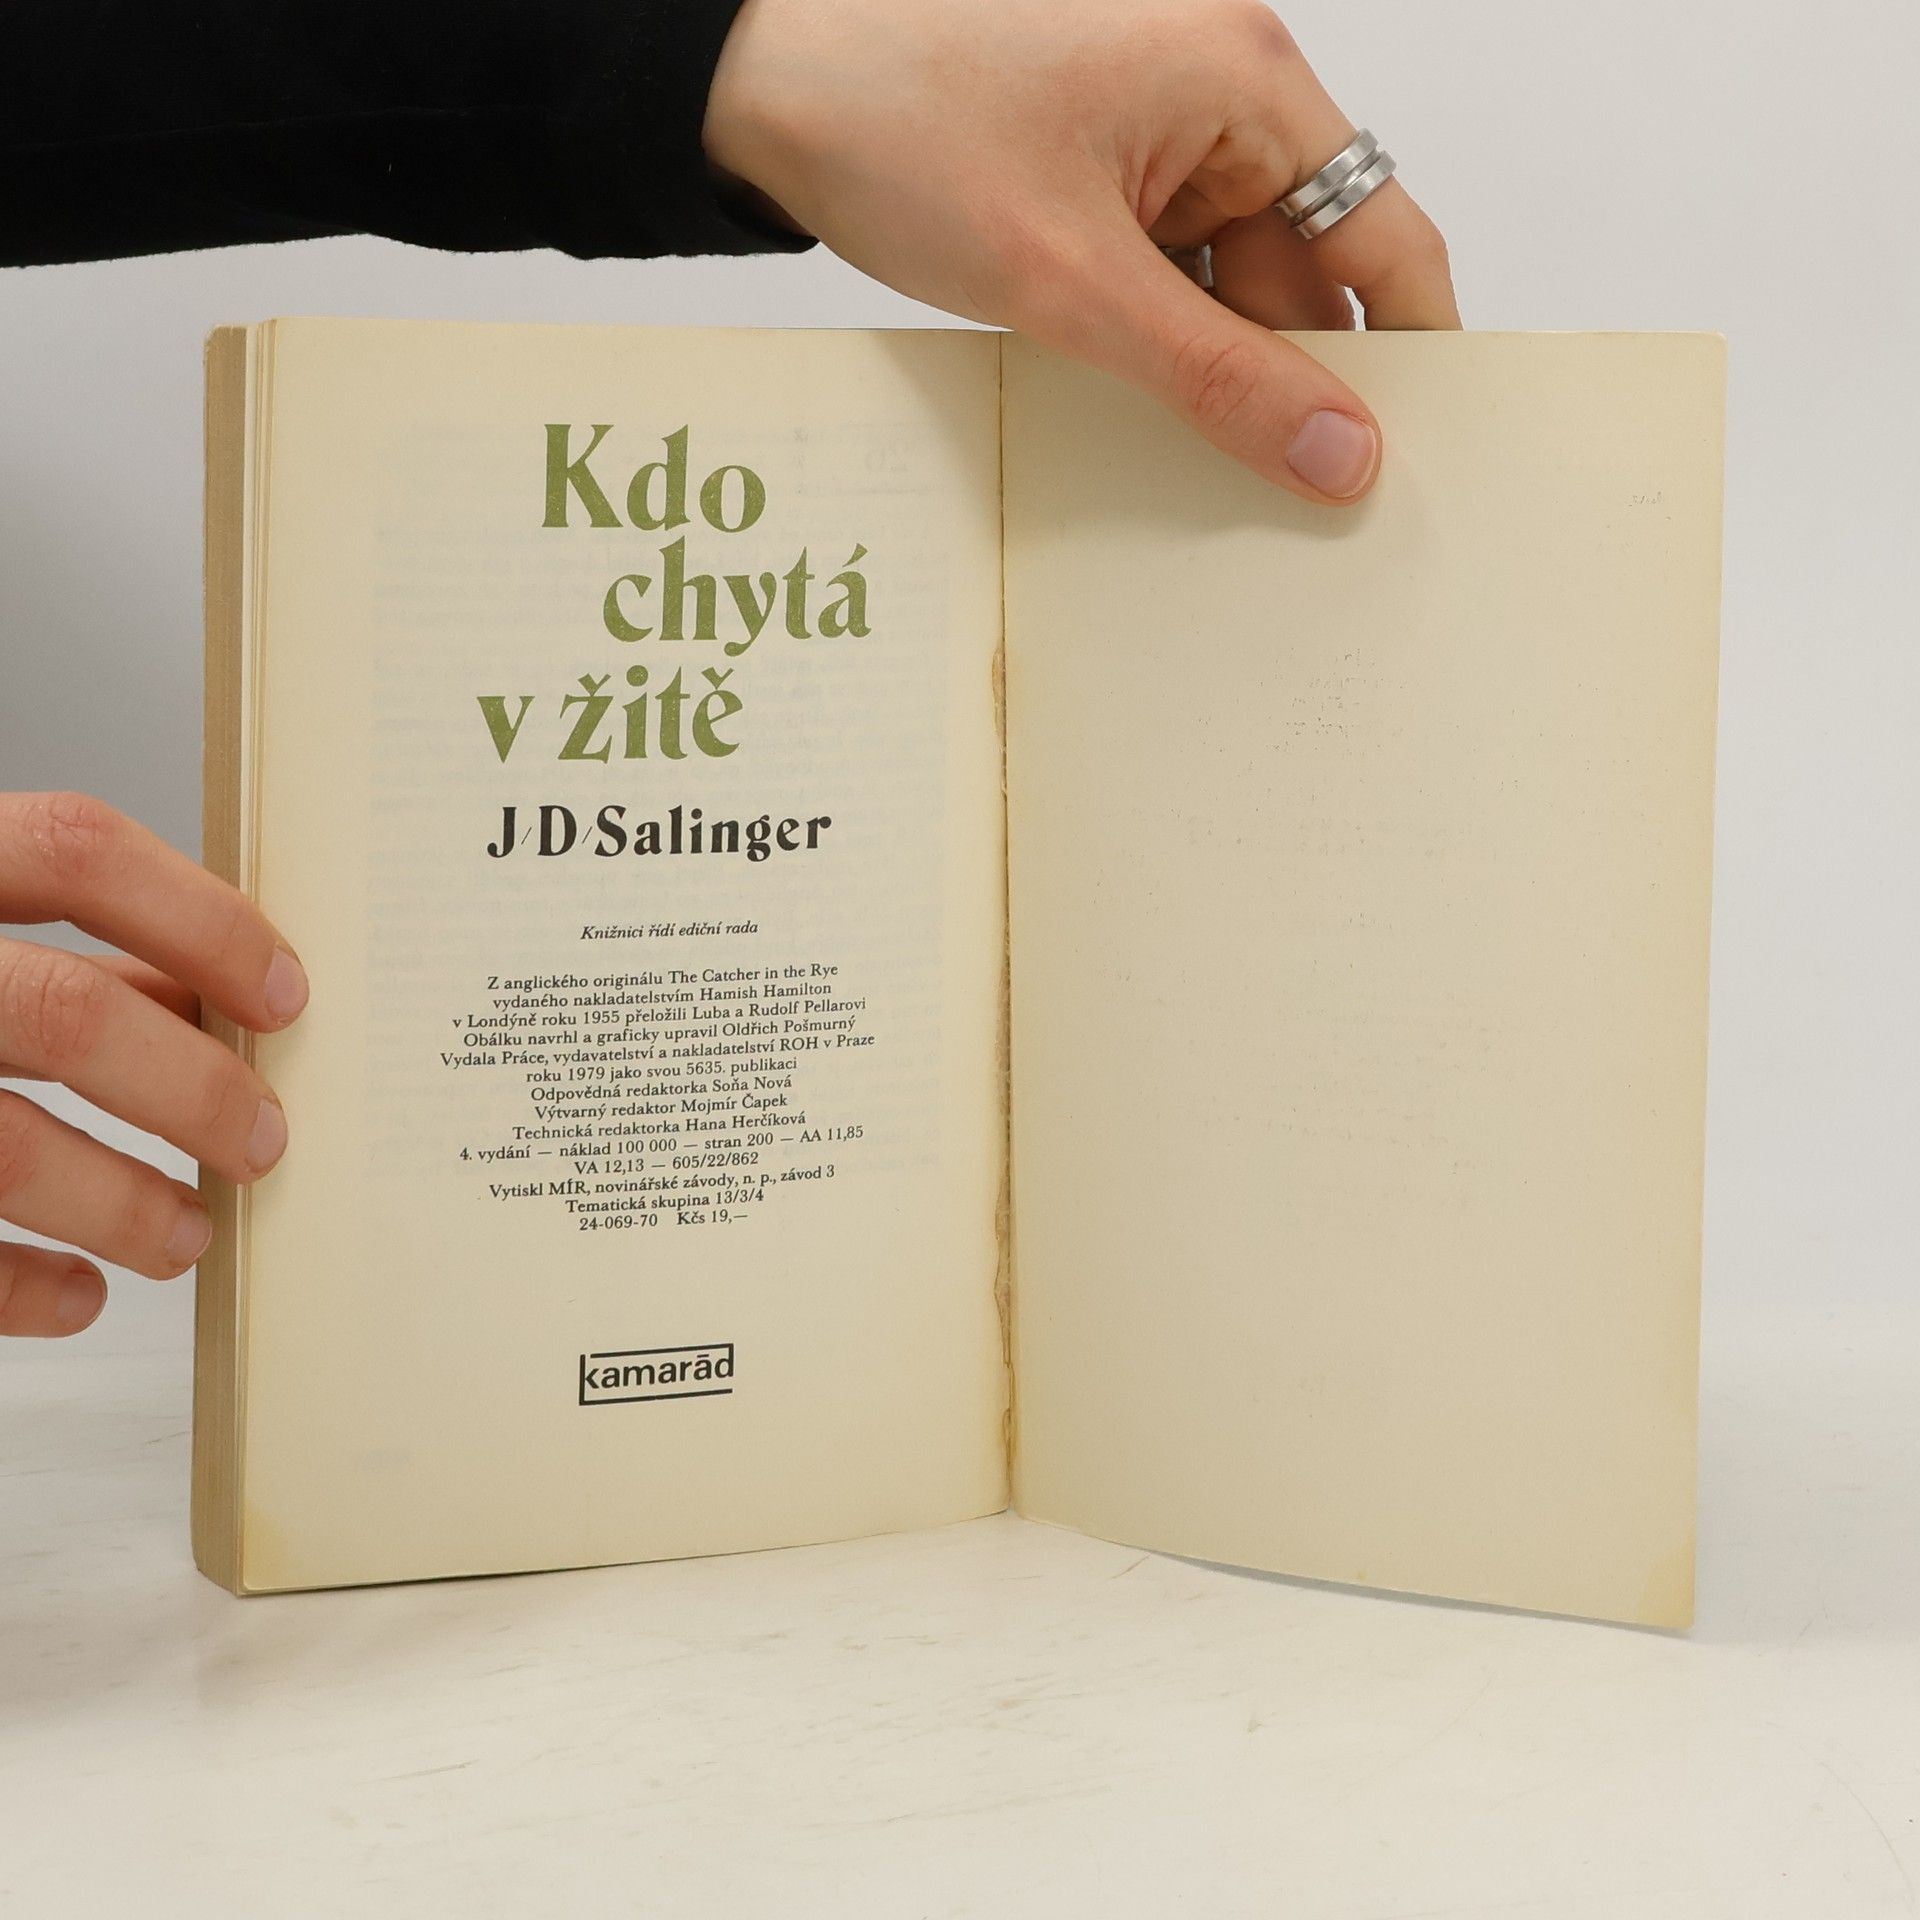 Kdo
chytá
v žitě
J/D/Salinger
Knižnici řídí ediční rada
Z anglického originálu The Catcher in the Rye
vydaného nakladatelstvím Hamish Hamilton
v Londýně roku 1955 přeložili Luba a Rudolf Pellarovi
Obálku navrhl a graficky upravil Oldřich Pošmurný
Vydala Práce, vydavatelství a nakladatelství ROH v Praze
roku 1979 jako svou 5635. publikaci
Odpovědná redaktorka Soňa Nová
Výtvarný redaktor Mojmír Čapek
Technická redaktorka Hana Herčíková
4. vydání — náklad 100 000 — stran 200 — AA 11,85
VA 12,13 — 605/22/862
Vytiskl MÍR, novinářské závody, n. p., závod 3
Tematická skupina 13/3/4
24-069-70 Kčs 19,—
kamarād